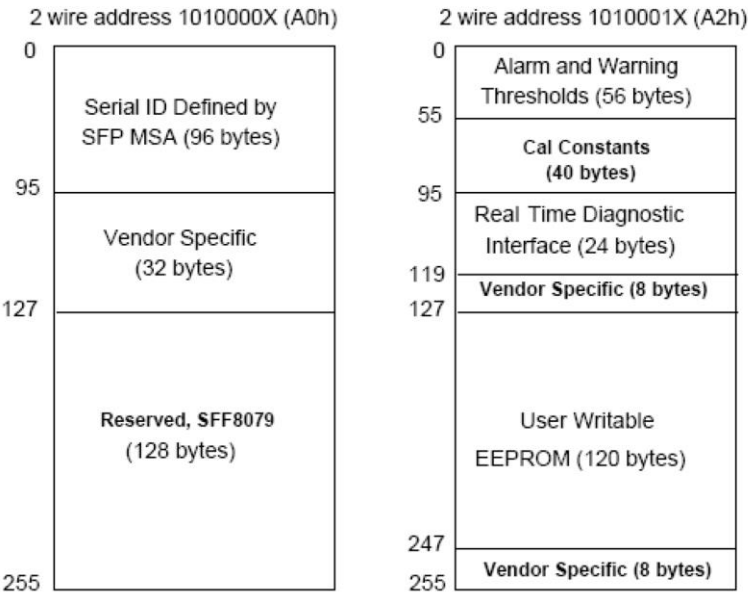 2 wire address 1010000X (A0h)
0
Serial ID Defined by
SFP MSA (96 bytes)
95
Vendor Specific
(32 bytes)
127
Reserved, SFF8079
(128 bytes)
255
2 wire address 1010001X (A2h)
0
Alarm and Warning
Thresholds (56 bytes)
55
Cal Constants
(40 bytes)
95
Real Time Diagnostic
Interface (24 bytes)
119
Vendor Specific (8 bytes)
127
User Writable
EEPROM (120 bytes)
247
Vendor Specific (8 bytes)
255